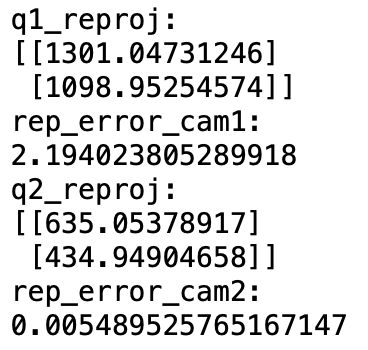 q1_reproj:
[[1301.04731246]
 [1098.95254574]]
rep_error_cam1:
2.194023805289918
q2_reproj:
[[635.05378917]
 [434.94904658]]
rep_error_cam2:
0.005489525765167147